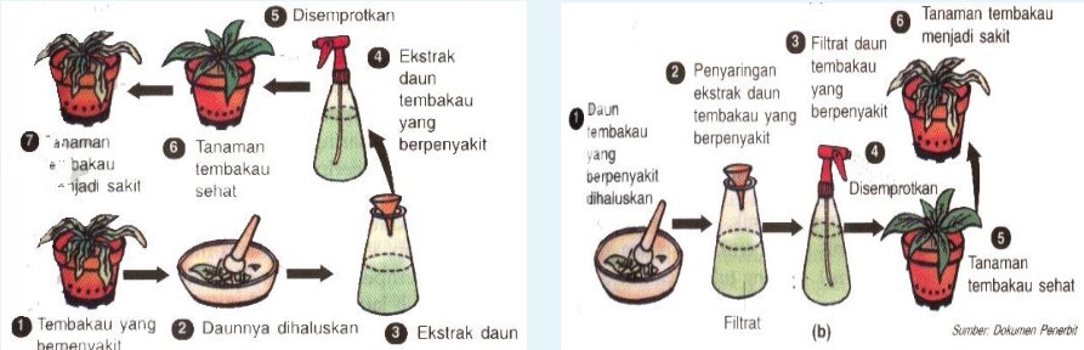 5 Disemprotkan
4 Ekstrak
daun
tembakau
yang
berpenyakit
7 Tanaman
bakau
njadi sakit
6 Tanaman
tembakau
sehat
1 Tembakau yang
berpenyakit
2 Daunnya dihaluskan
3 Ekstrak daun
1 Daun
tembakau
yang
berpenyakit
dihaluskan
2 Penyaringan
ekstrak daun
tembakau yang
berpenyakit
3 Filtrat daun
tembakau
yang
berpenyakit
6 Tanaman tembakau
menjadi sakit
4
Disemprotkan
5
Tanaman
tembakau sehat
Filtrat
(b)
Sumber: Dokumen Penerbit